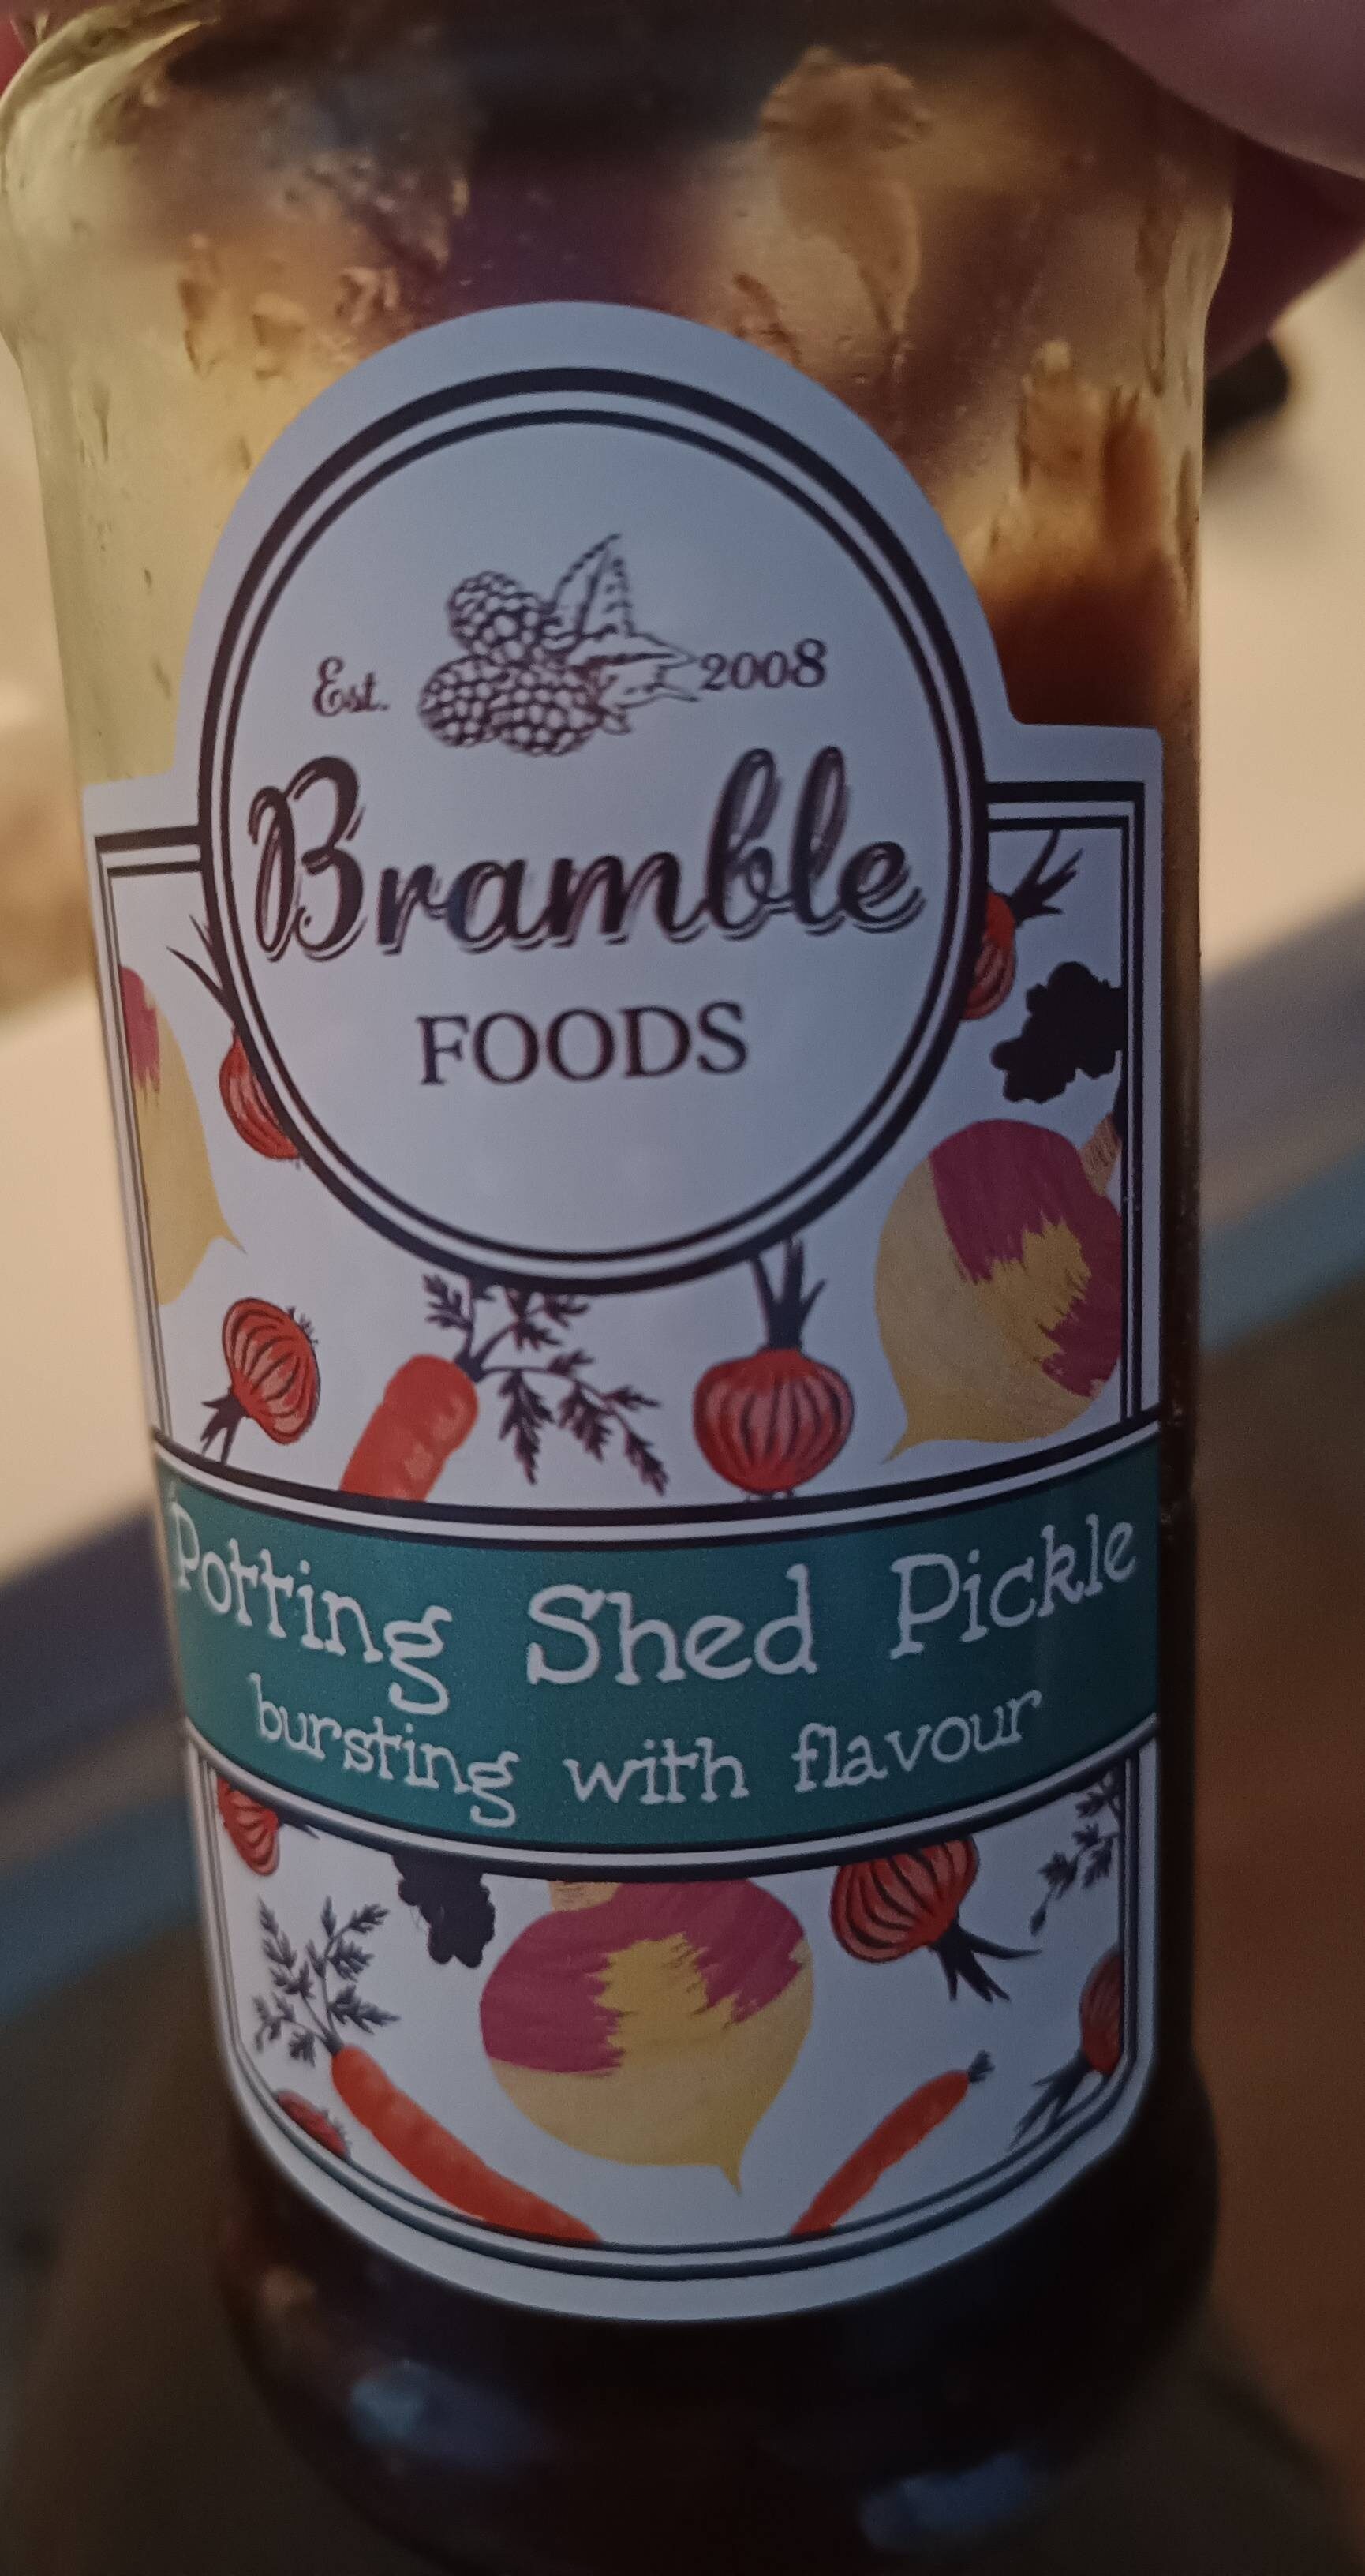 Est. 2008
Bramble
FOODS
Potting Shed Pickle
bursting with flavour